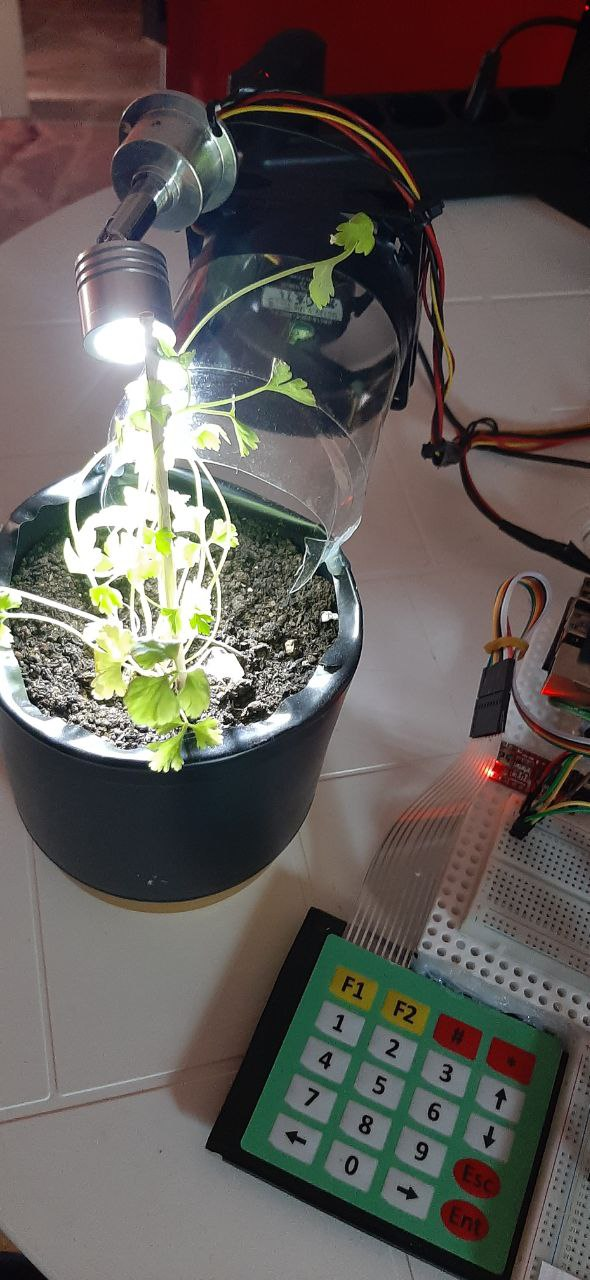 F1 F2 # *
1 2 3 ↑
4 5 6 ↓
7 8 9 Esc
← 0 → Ent